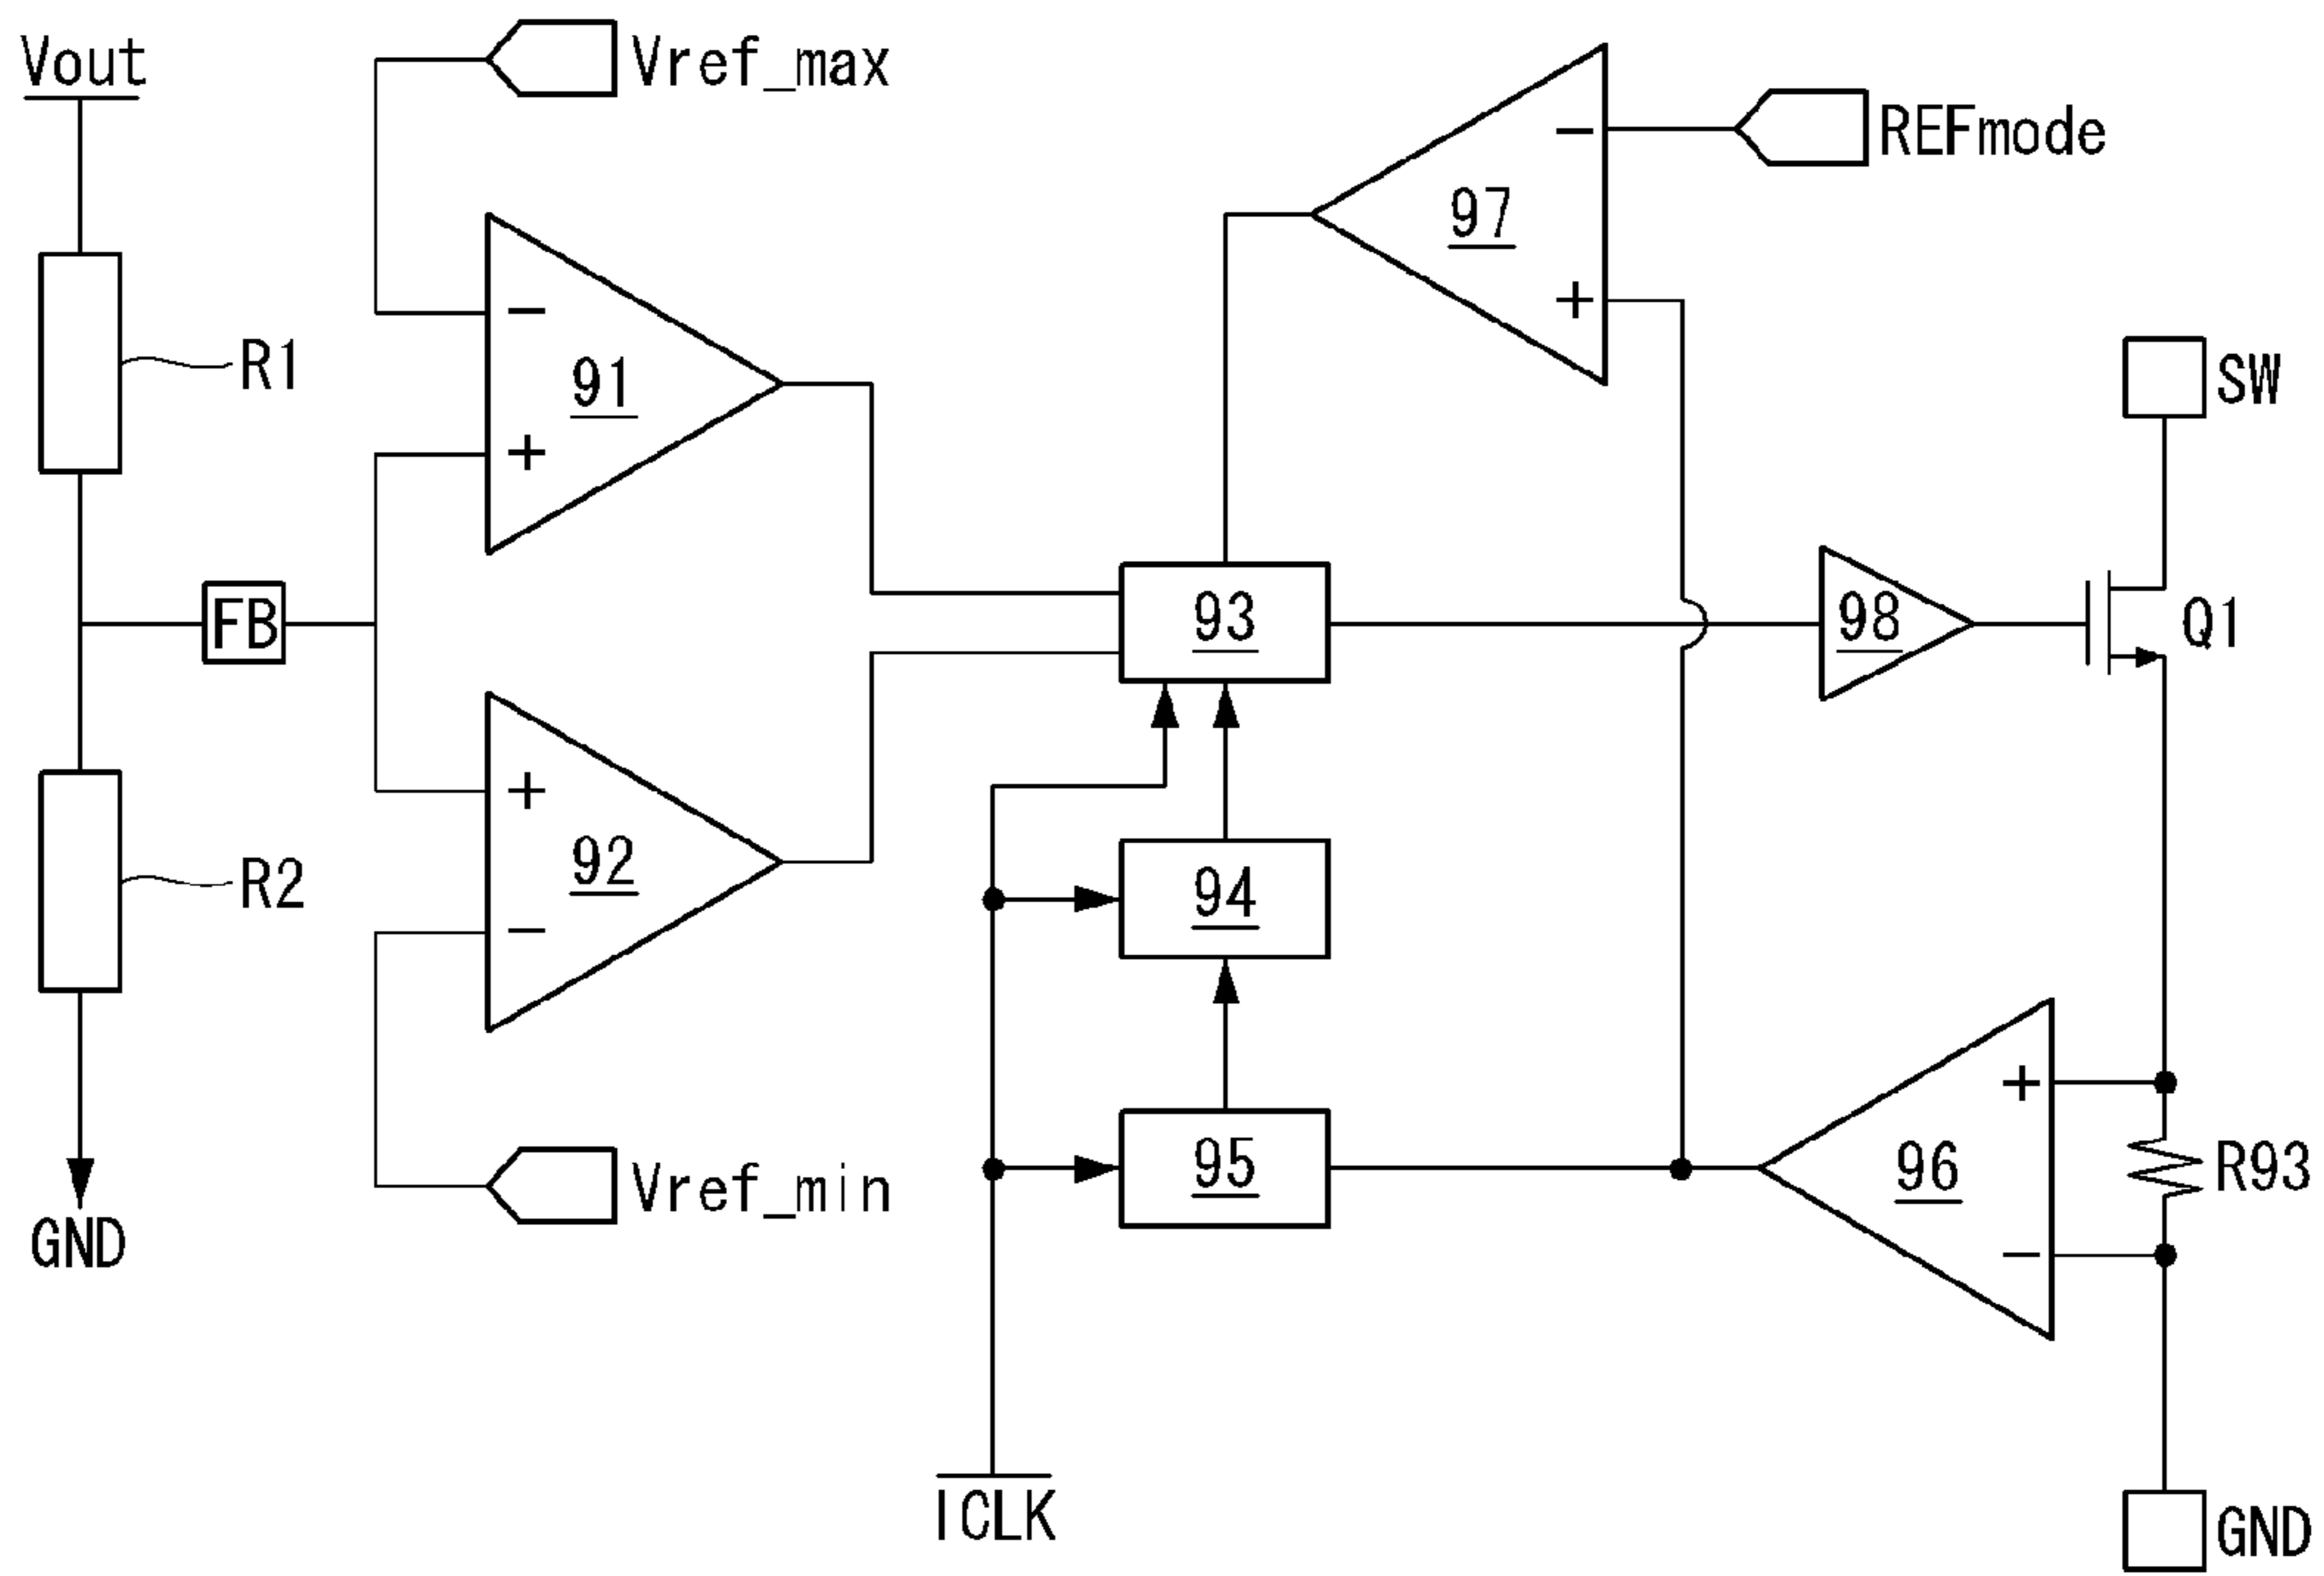 Vout
Vref_max
REFmode
97
R1
91
SW
FB
93
98
Q1
R2
92
94
96
R93
95
Vref_min
GND
ICLK
GND
+
-
+
-
+
-
+
-